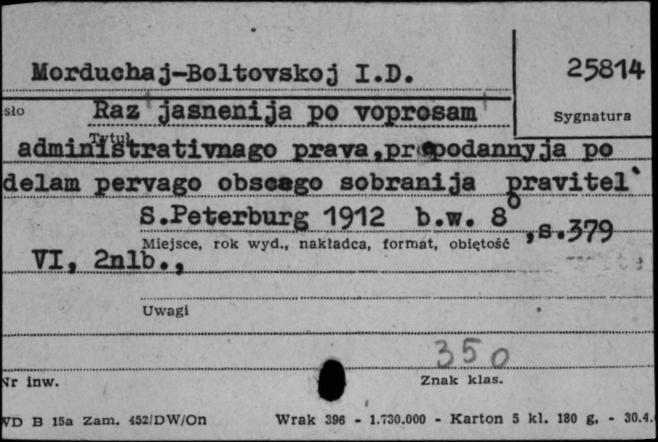 Morduchaj-Boltovskoj I.D.
25814
sło
Raz'jasnenija po voprosam'
Sygnatura
Tytuł
administrativnago prava, prepodannyja po
delam pervago obscago sobranija pravitel'
S.Peterburg 1912 b.w. 8° ,s.379
Miejsce, rok wyd., nakładca, format, obiętość
VI, 2nlb.,
Uwagi
350
Nr inw.
Znak klas.
WD B 15a Zam. 452/DW/On Wrak 396 - 1.730.000 - Karton 5 kl. 180 g. - 30.4.